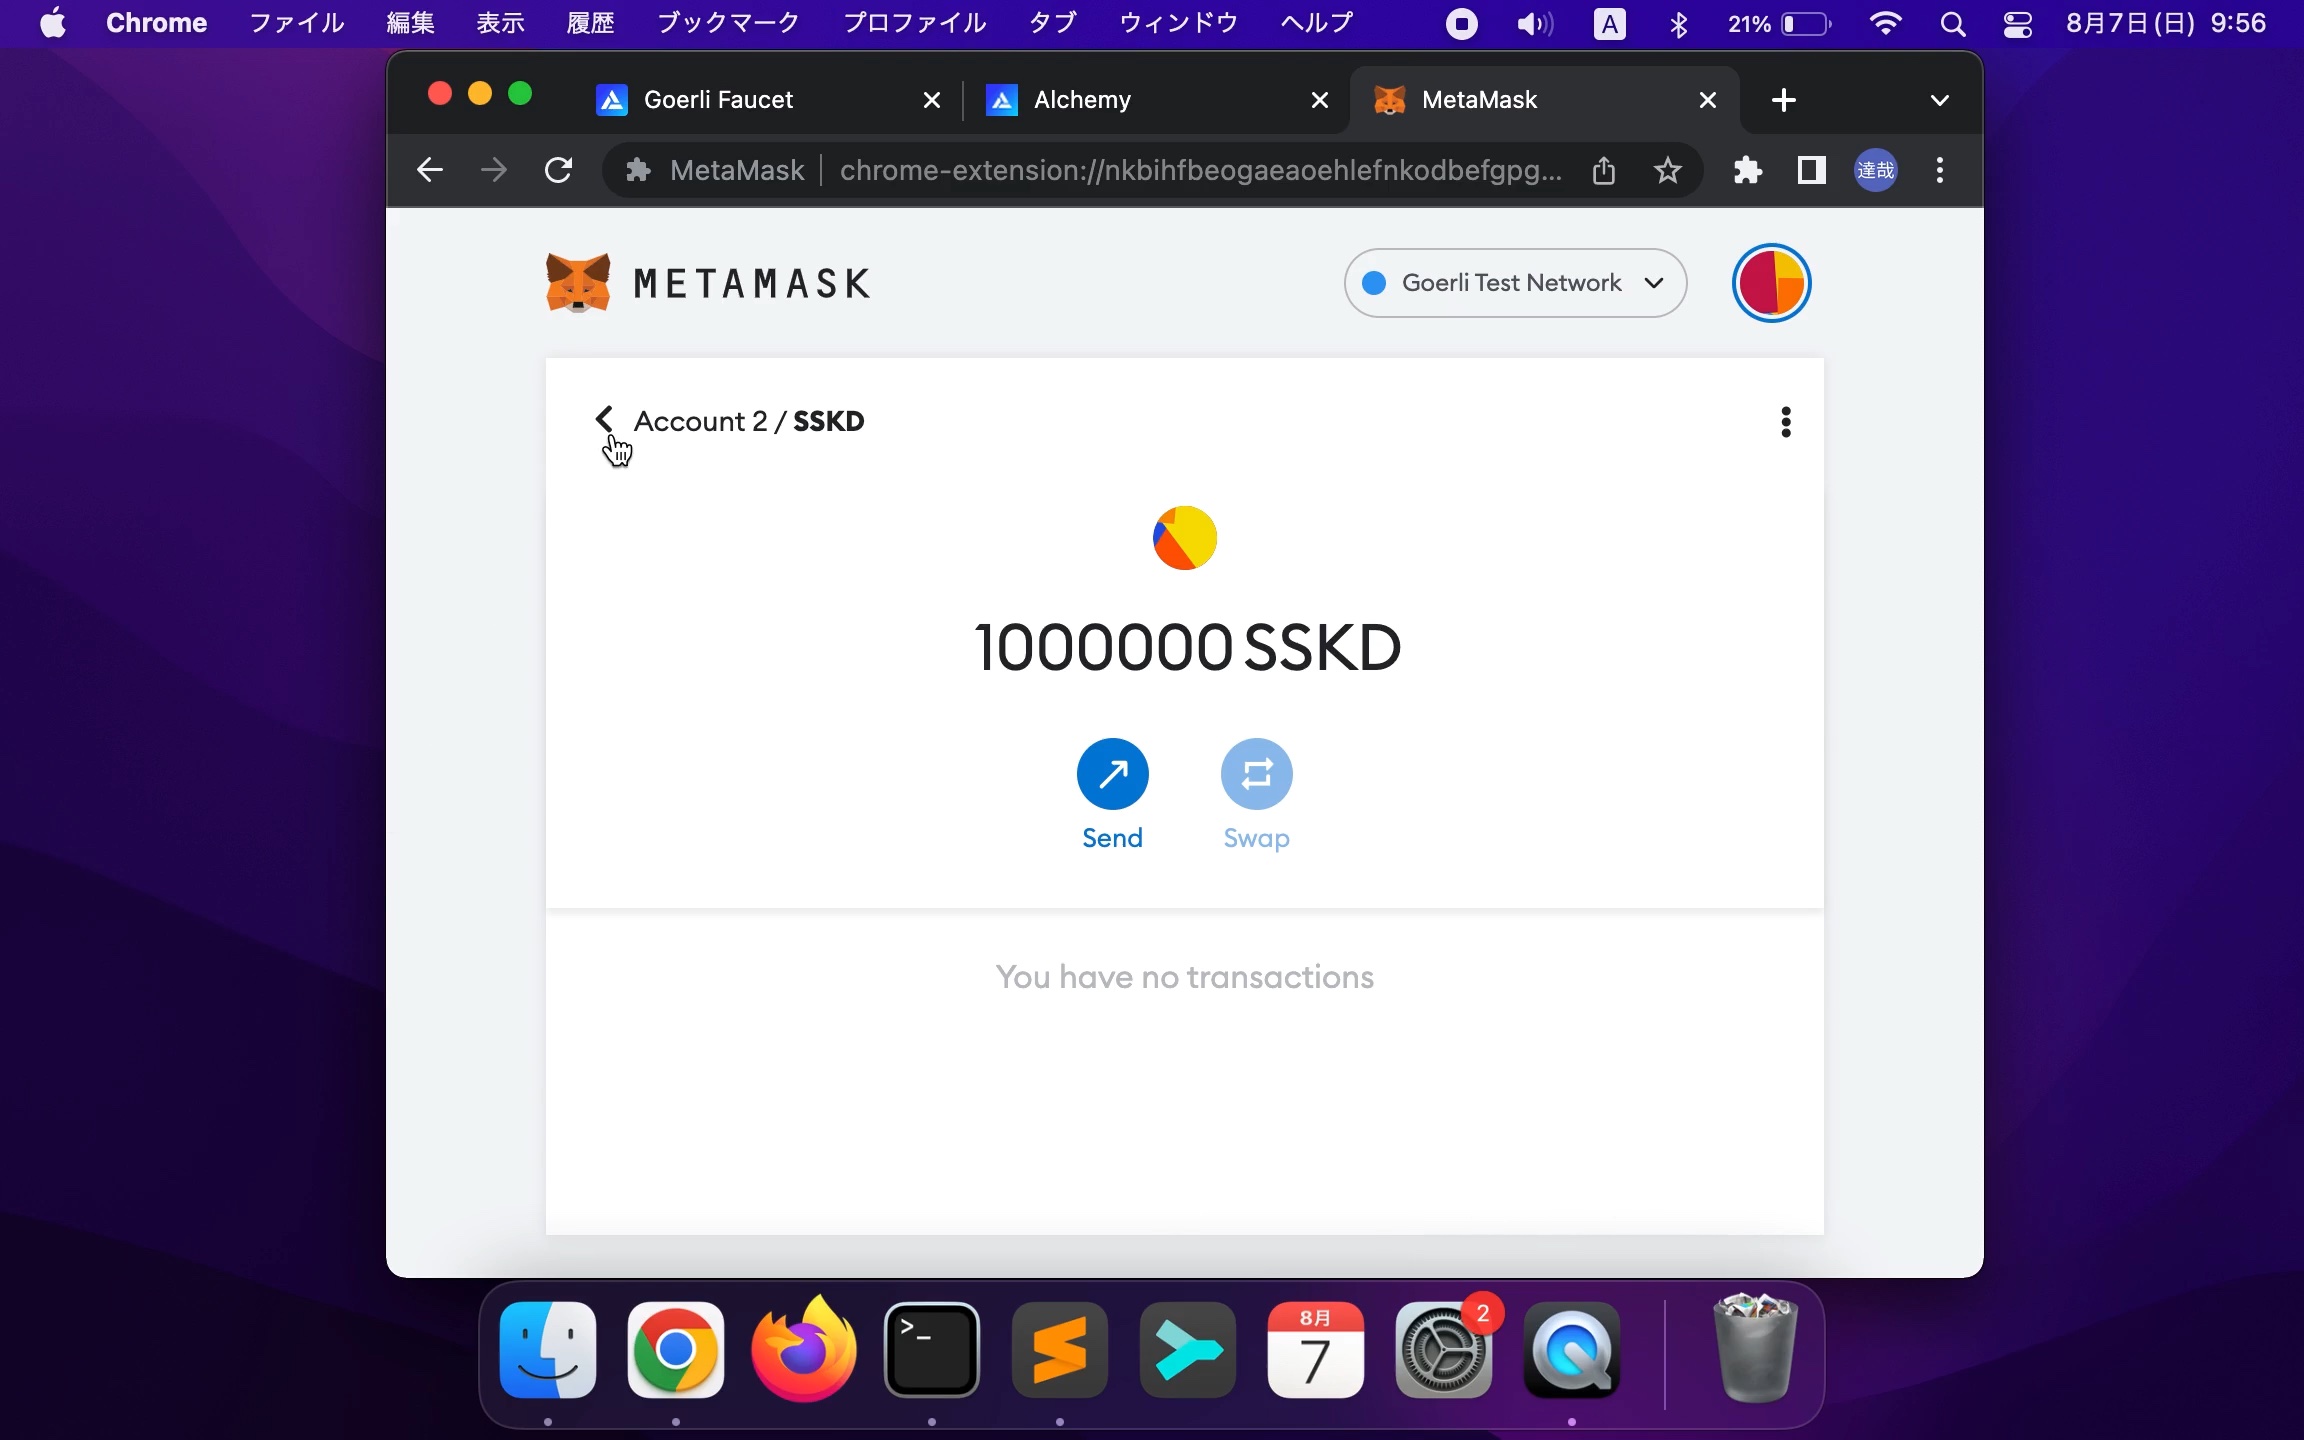 Chrome ファイル 編集 表示 履歴 ブックマーク プロファイル タブ ウィンドウ ヘルプ A 21% 8月7日(日) 9:56
Goerli Faucet Alchemy MetaMask
MetaMask chrome-extension://nkbihfbeogaeaoehlefnkodbefgpg... 達哉
METAMASK Goerli Test Network
Account 2 / SSKD
1000000 SSKD
Send Swap
You have no transactions
>_ 8月 2
7